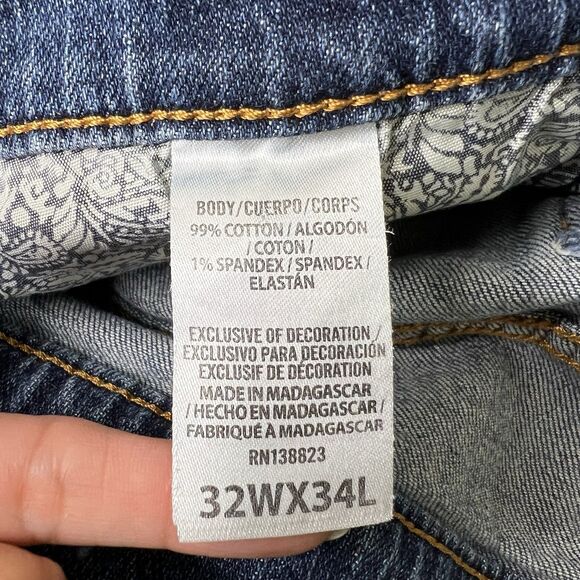 BODY/CUERPO/CORPS
99% COTTON / ALGODÓN
/ COTON /
1% SPANDEX / SPANDEX /
ELASTÁN
EXCLUSIVE OF DECORATION /
EXCLUSIVO PARA DECORACIÓN
EXCLUSIF DE DÉCORATION
MADE IN MADAGASCAR
/ HECHO EN MADAGASCAR /
FABRIQUÉ À MADAGASCAR
RN138823
32WX34L